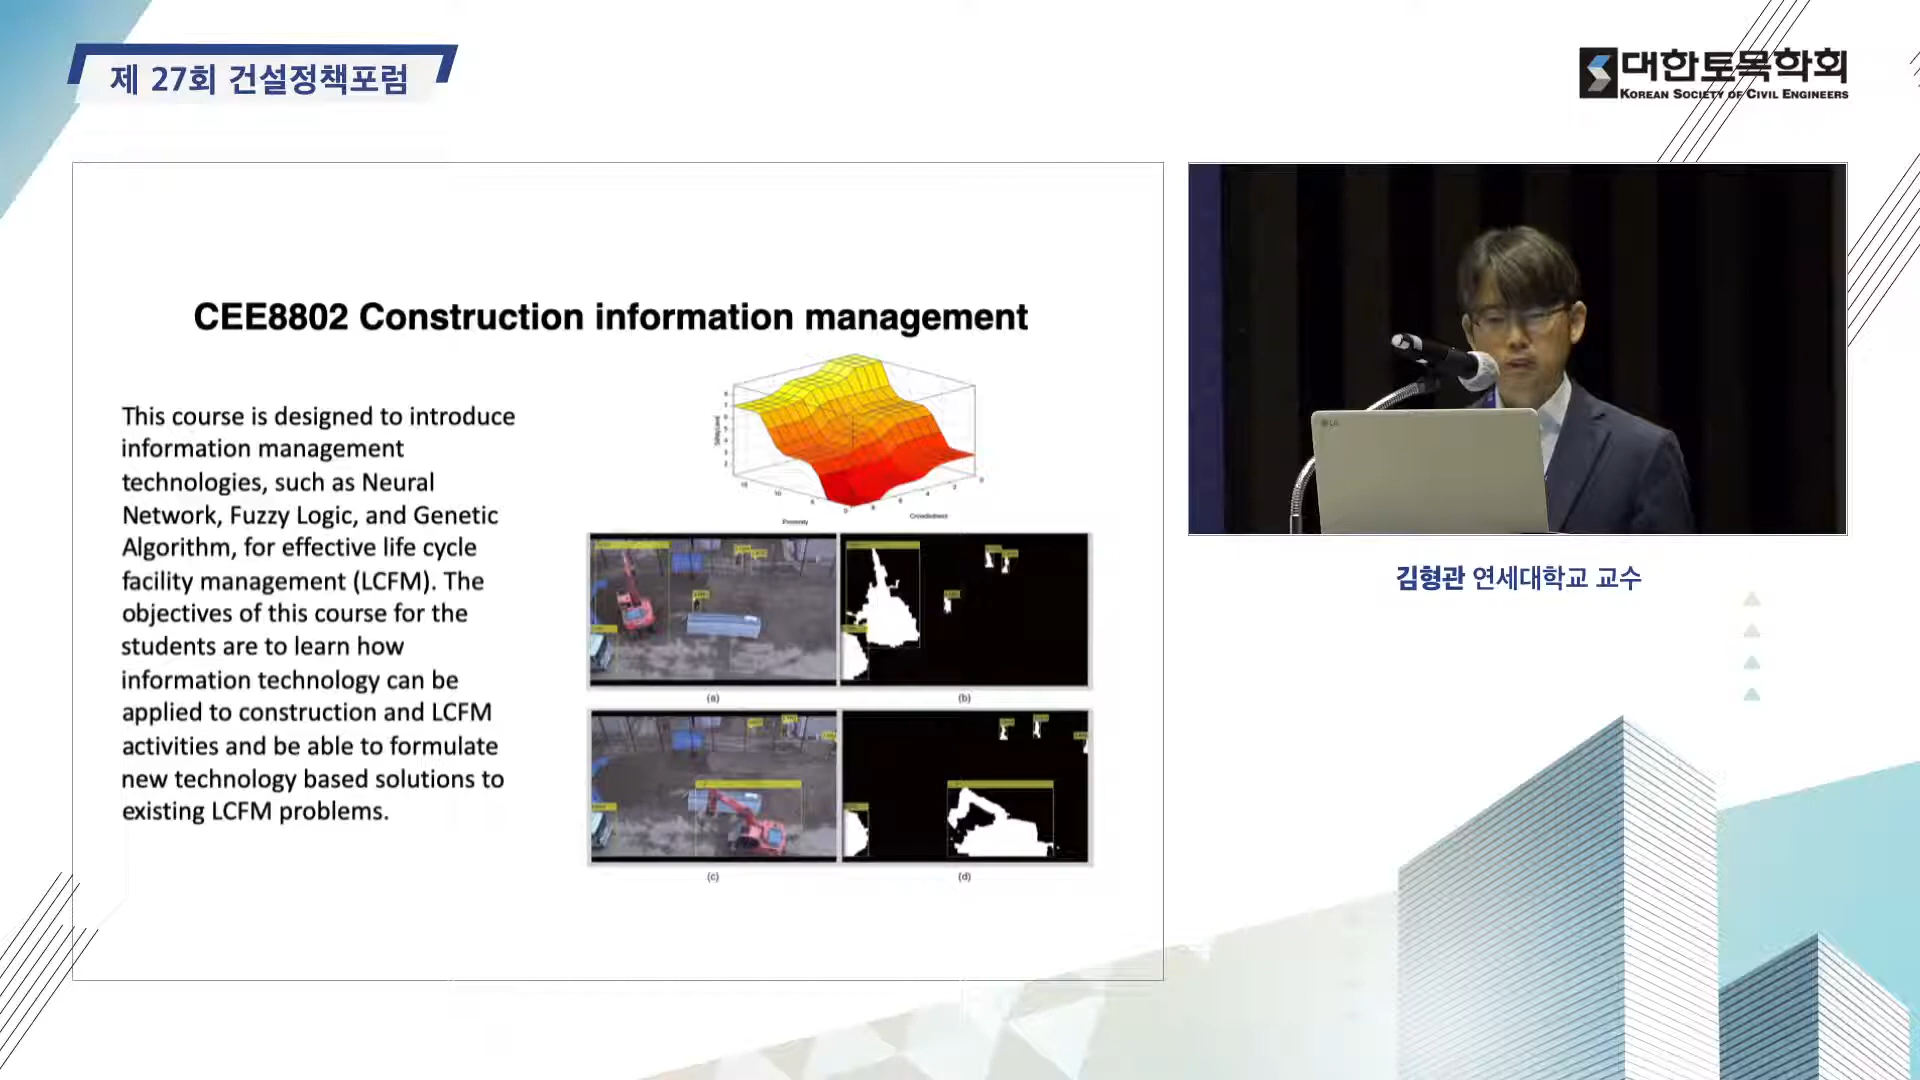 제 27회 건설정책포럼
대한토목학회
KOREAN SOCIETY OF CIVIL ENGINEERS
CEE8802 Construction information management
This course is designed to introduce
information management
technologies, such as Neural
Network, Fuzzy Logic, and Genetic
Algorithm, for effective life cycle
facility management (LCFM). The
objectives of this course for the
students are to learn how
information technology can be
applied to construction and LCFM
activities and be able to formulate
new technology based solutions to
existing LCFM problems.
Crowdedness
(a)
(b)
(c)
(d)
LG
김형관 연세대학교 교수